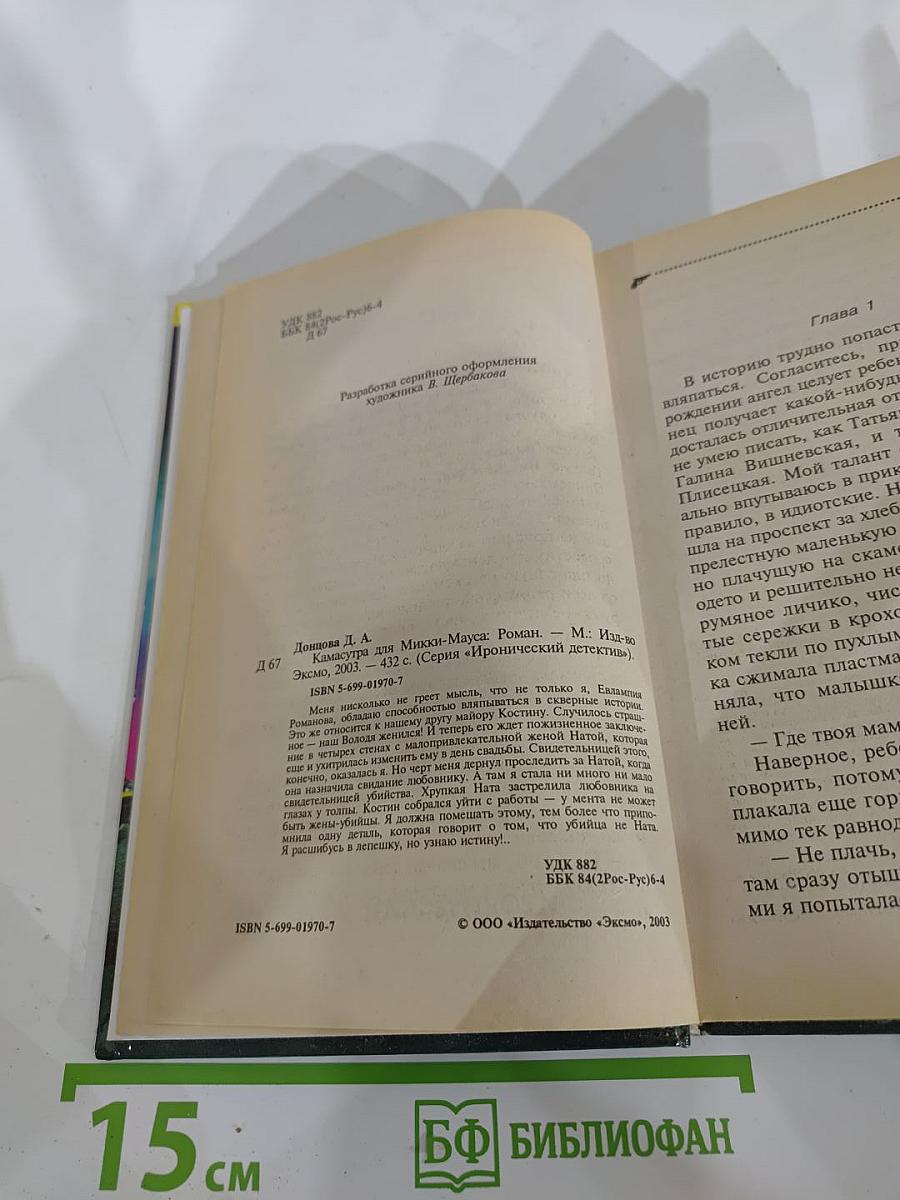 УДК 882
ББК 84(2Рос-Рус)6-4
Д 67
Разработка серийного оформления
художника В. Щербакова
Донцова Д. А.
Д 67 Камасутра для Микки-Мауса: Роман. — М.: Изд-во
Эксмо, 2003. — 432 с. (Серия «Иронический детектив»).
ISBN 5-699-01970-7
Меня нисколько не греет мысль, что не только я, Евлампия
Романова, обладаю способностью вляпываться в скверные истории.
Это же относится к нашему другу майору Костину. Случилось страш-
ное — наш Володя женился! И теперь его ждет пожизненное заключе-
ние в четырех стенах с малопривлекательной женой Натой, которая
еще и ухитрилась изменить ему в день свадьбы. Свидетельницей этого,
конечно, оказалась я. Но черт меня дернул проследить за Натой, когда
она назначила свидание любовнику. А там я стала ни много ни мало
свидетельницей убийства. Хрупкая Ната застрелила любовника на
глазах у толпы. Костин собрался уйти с работы — у мента не может
быть жены-убийцы. Я должна помешать этому, тем более что припо-
мнила одну деталь, которая говорит о том, что убийца не Ната.
Я расшибусь в лепешку, но узнаю истину!..
УДК 882
ББК 84(2Рос-Рус)6-4
ISBN 5-699-01970-7
© ООО «Издательство «Эксмо», 2003
Глава 1
В историю трудно попаст
вляпаться. Согласитесь, пр
рождении ангел целует ребен
нец получает какой-нибудь
досталась отличительная от
не умею писать, как Татья
Галина Вишневская, и т
Плисецкая. Мой талант
ально впутываюсь в прик
правило, в идиотские. Н
шла на проспект за хлеб
прелестную маленькую
но плачущую на скаме
одето и решительно не
румяное личико, чис
тые сережки в крохо
ком текли по пухлым
ка сжимала пластма
няла, что малышк
ней.
— Где твоя мам
Наверное, ребе
говорить, потому
плакала еще гор
мимо тек равнод
— Не плачь,
там сразу отыщ
ми я попытала
15 см
БФ БИБЛИОФАН